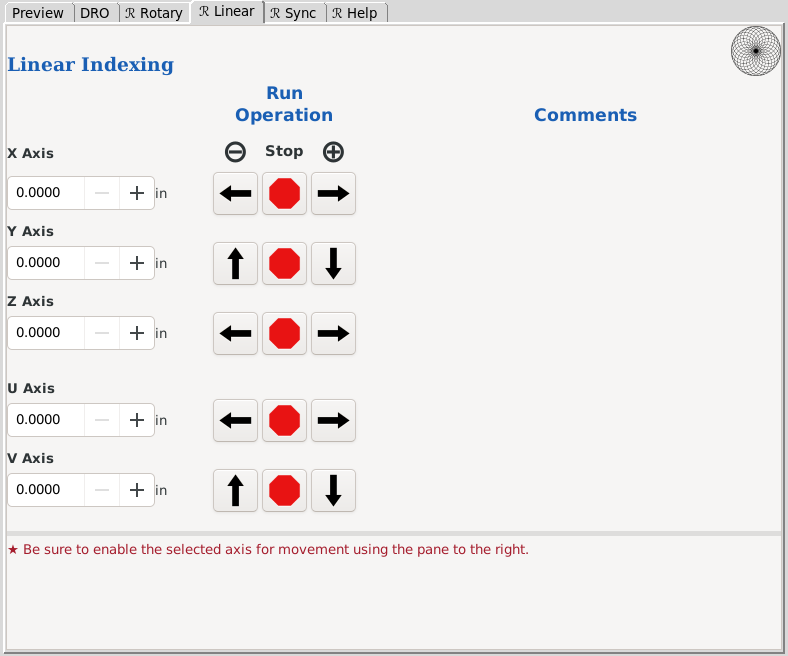 Preview DRO ℛ Rotary ℛ Linear ℛ Sync ℛ Help
Linear Indexing
Run
Operation
Comments
X Axis
Stop
0.0000 in
Y Axis
0.0000 in
Z Axis
0.0000 in
U Axis
0.0000 in
V Axis
0.0000 in
★ Be sure to enable the selected axis for movement using the pane to the right.